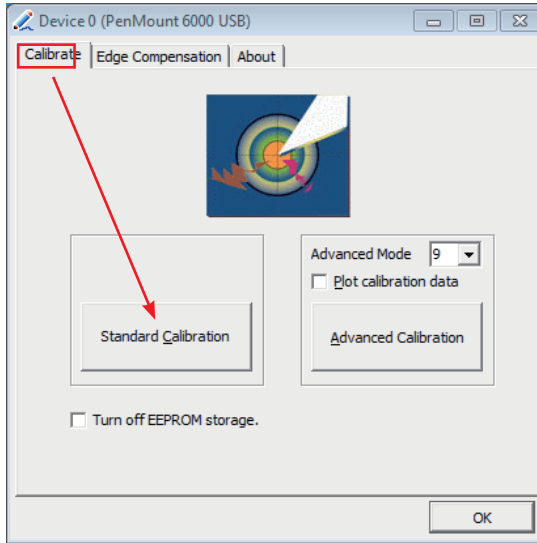 Device 0 (PenMount 6000 USB)
Calibrate Edge Compensation About
Advanced Mode 9
Plot calibration data
Standard Calibration
Advanced Calibration
Turn off EEPROM storage.
OK